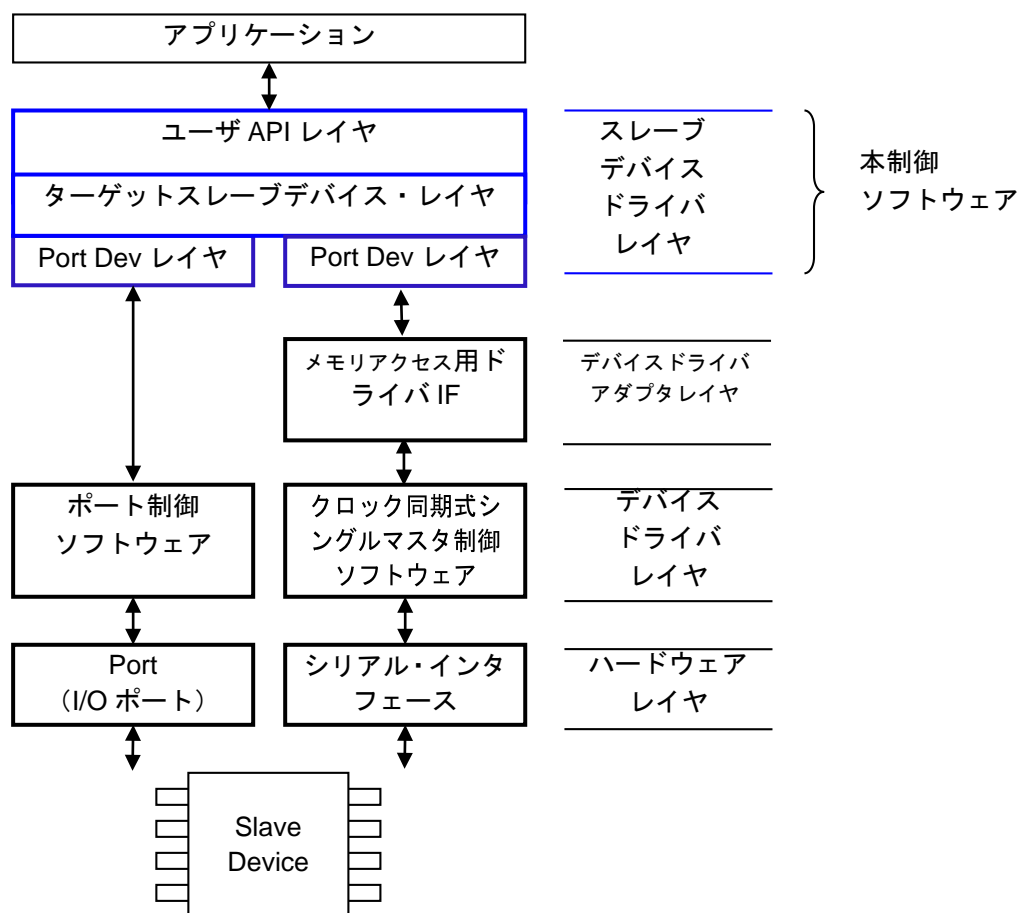 アプリケーション
ユーザ API レイヤ
ターゲットスレーブデバイス・レイヤ
Port Dev レイヤ
Port Dev レイヤ
スレーブ
デバイス
ドライバ
レイヤ
本制御
ソフトウェア
メモリアクセス用ド
ライバ IF
デバイスドライバ
アダプタレイヤ
ポート制御
ソフトウェア
クロック同期式シ
ングルマスタ制御
ソフトウェア
デバイス
ドライバ
レイヤ
Port
（I/O ポート）
シリアル・インタ
フェース
ハードウェア
レイヤ
Slave
Device